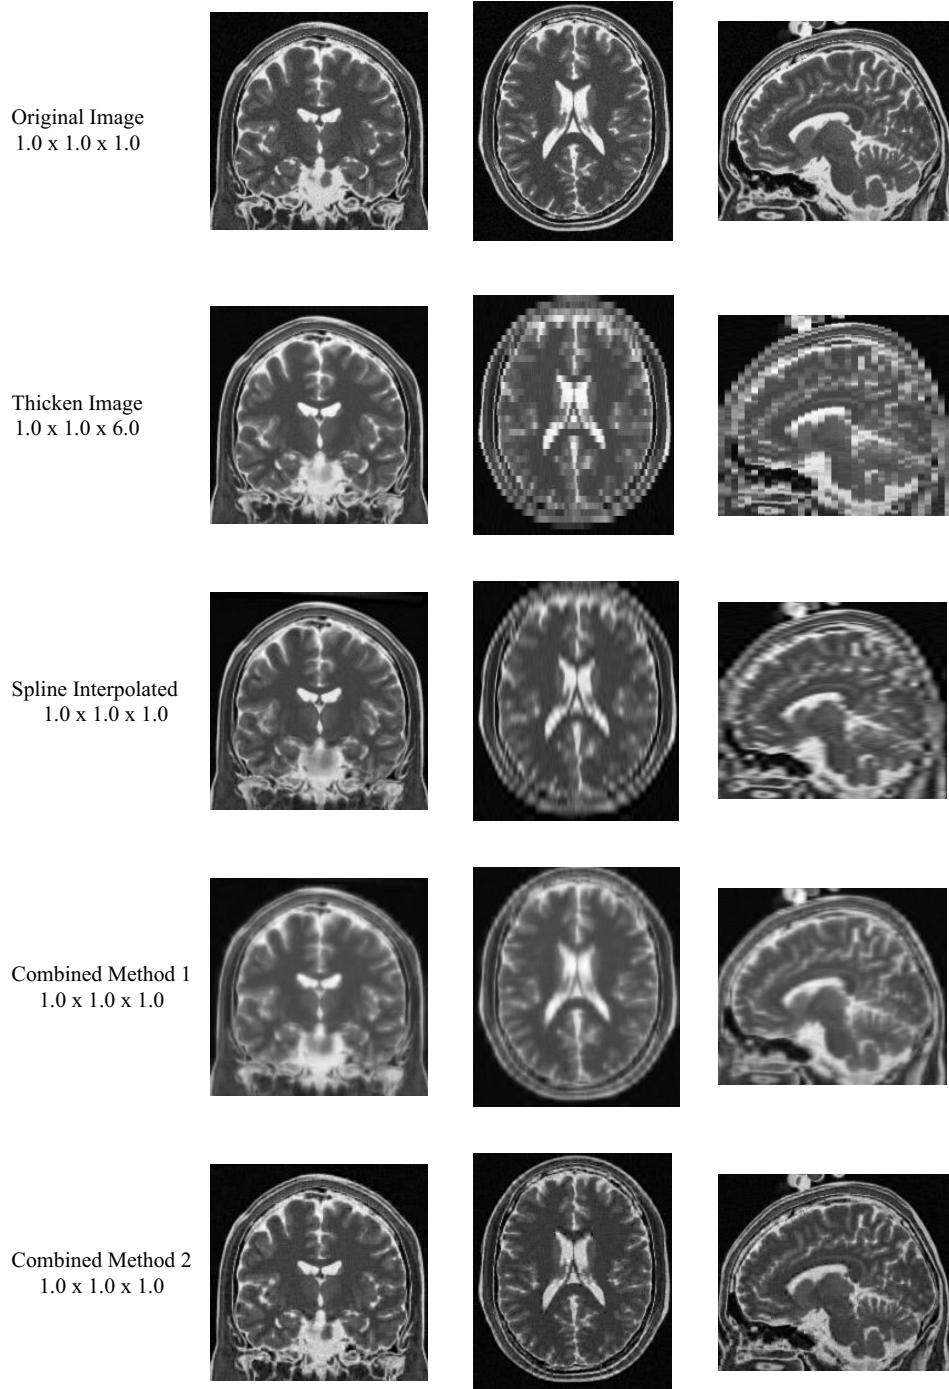 Original Image
1.0 x 1.0 x 1.0
Thicken Image
1.0 x 1.0 x 6.0
Spline Interpolated
1.0 x 1.0 x 1.0
Combined Method 1
1.0 x 1.0 x 1.0
Combined Method 2
1.0 x 1.0 x 1.0